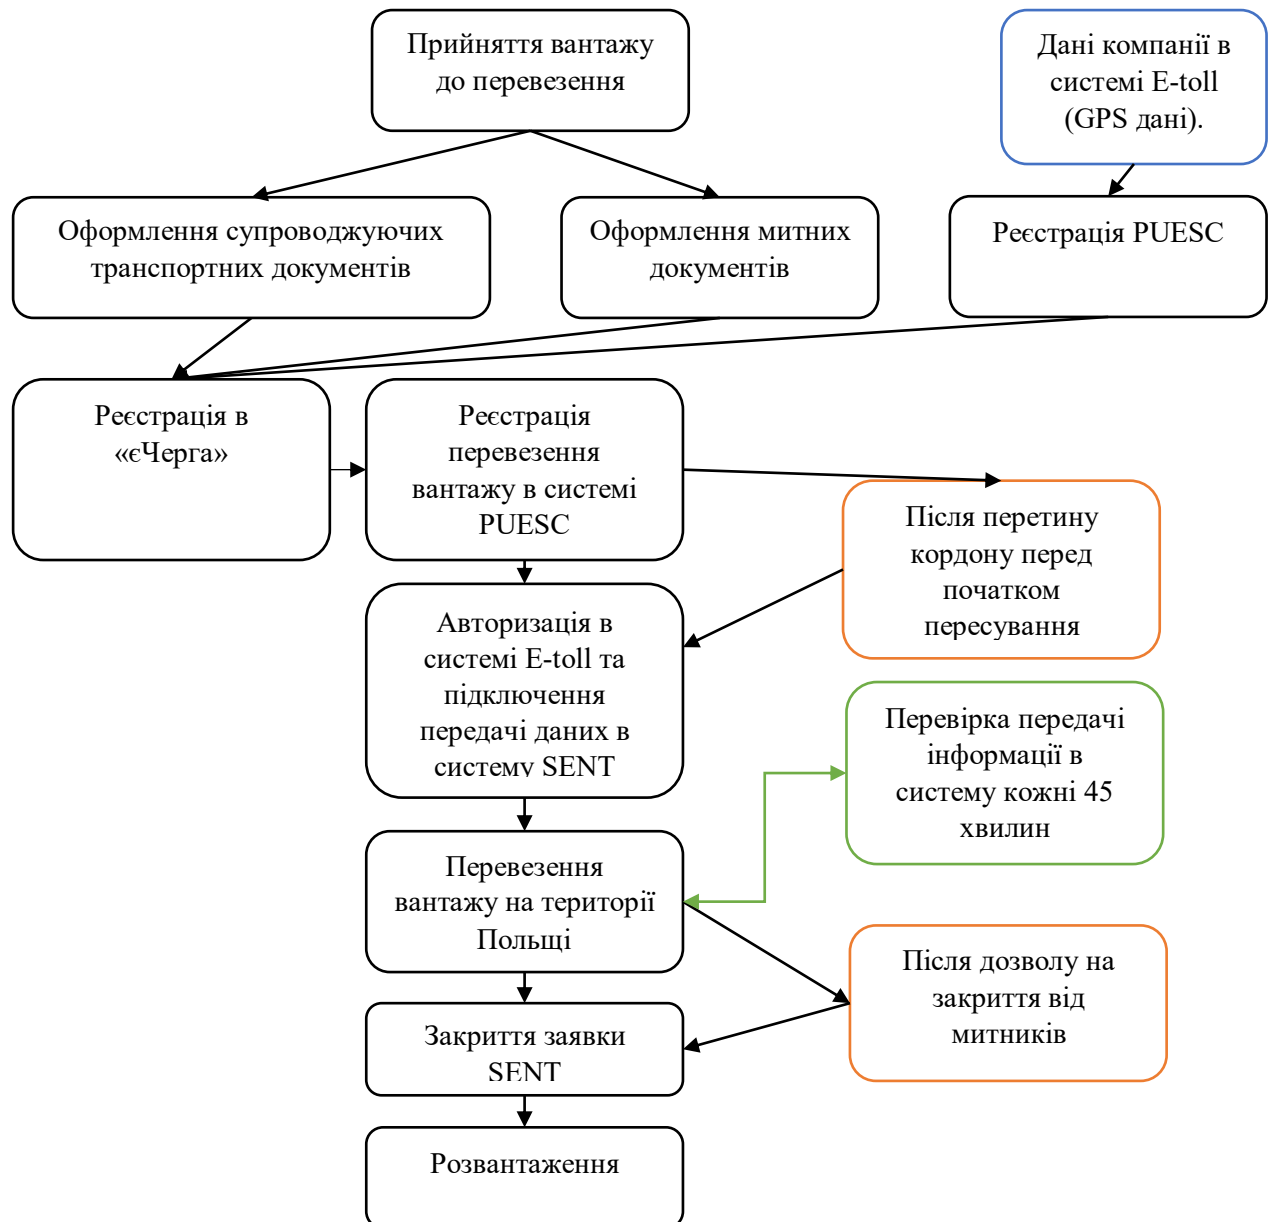 Прийняття вантажу
до перевезення
Дані компанії в
системі E-toll
(GPS дані).
Оформлення супроводжуючих
транспортних документів
Оформлення митних
документів
Реєстрація PUESC
Реєстрація в
«єЧерга»
Реєстрація
перевезення
вантажу в системі
PUESC
Після перетину
кордону перед
початком
пересування
Авторизація в
системі E-toll та
підключення
передачі даних в
систему SENT
Перевірка передачі
інформації в
систему кожні 45
хвилин
Перевезення
вантажу на території
Польщі
Після дозволу на
закриття від
митників
Закриття заявки
SENT
Розвантаження